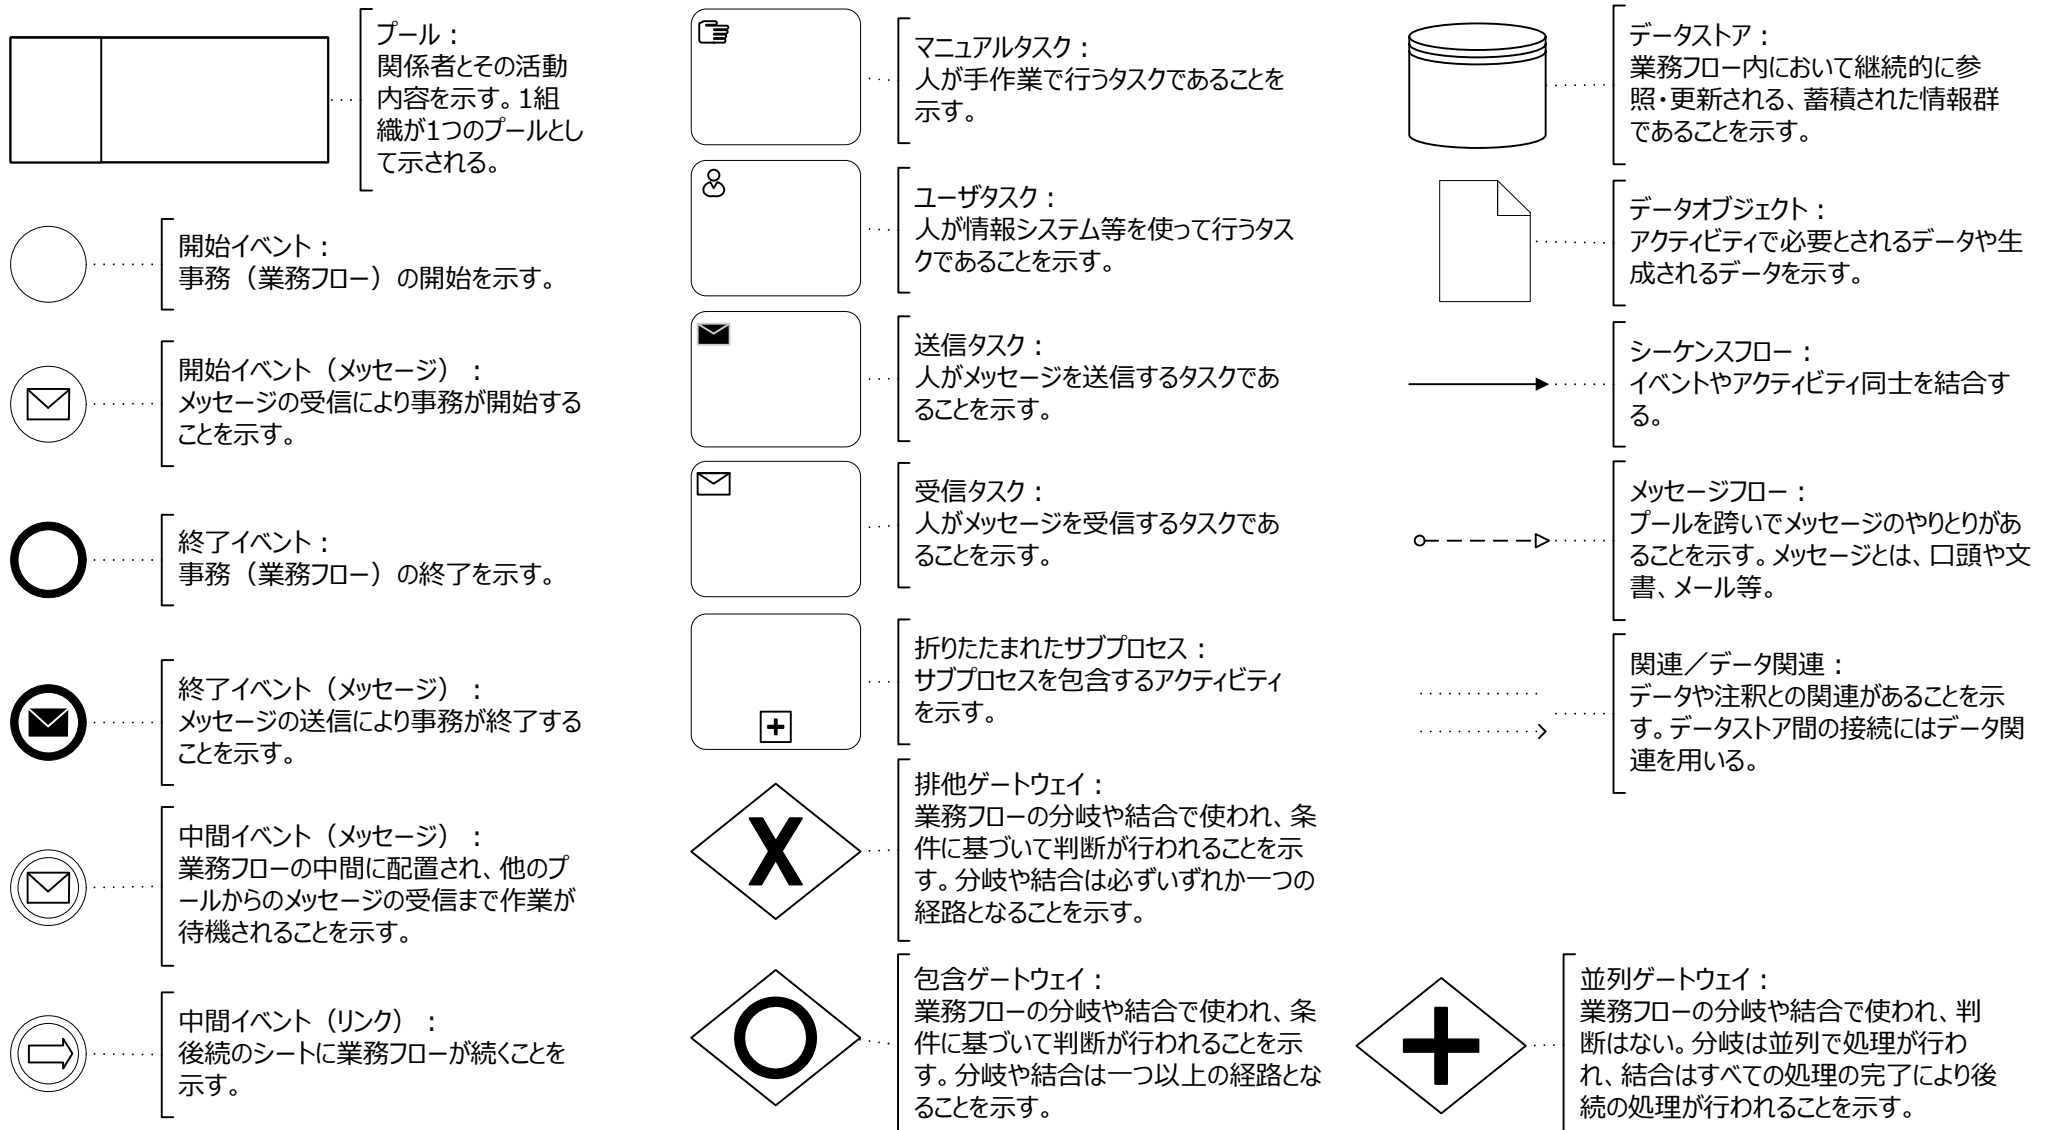 プール：
関係者とその活動
内容を示す。1組
織が1つのプールとし
て示される。
開始イベント：
事務（業務フロー）の開始を示す。
開始イベント（メッセージ）：
メッセージの受信により事務が開始する
ことを示す。
終了イベント：
事務（業務フロー）の終了を示す。
終了イベント（メッセージ）：
メッセージの送信により事務が終了する
ことを示す。
中間イベント（メッセージ）：
業務フローの中間に配置され、他のプ
ールからのメッセージの受信まで作業が
待機されることを示す。
中間イベント（リンク）：
後続のシートに業務フローが続くことを
示す。
マニュアルタスク：
人が手作業で行うタスクであることを
示す。
ユーザタスク：
人が情報システム等を使って行うタス
クであることを示す。
送信タスク：
人がメッセージを送信するタスクであ
ることを示す。
受信タスク：
人がメッセージを受信するタスクであ
ることを示す。
折りたたまれたサブプロセス：
サブプロセスを包含するアクティビティ
を示す。
排他ゲートウェイ：
業務フローの分岐や結合で使われ、条
件に基づいて判断が行われることを示
す。分岐や結合は必ずいずれか一つの
経路となることを示す。
包含ゲートウェイ：
業務フローの分岐や結合で使われ、条
件に基づいて判断が行われることを示
す。分岐や結合は一つ以上の経路とな
ることを示す。
データストア：
業務フロー内において継続的に参
照・更新される、蓄積された情報群
であることを示す。
データオブジェクト：
アクティビティで必要とされるデータや生
成されるデータを示す。
シーケンスフロー：
イベントやアクティビティ同士を結合す
る。
メッセージフロー：
プールを跨いでメッセージのやりとりがあ
ることを示す。メッセージとは、口頭や文
書、メール等。
関連／データ関連：
データや注釈との関連があることを示
す。データストア間の接続にはデータ関
連を用いる。
並列ゲートウェイ：
業務フローの分岐や結合で使われ、判
断はない。分岐は並列で処理が行わ
れ、結合はすべての処理の完了により後
続の処理が行われることを示す。